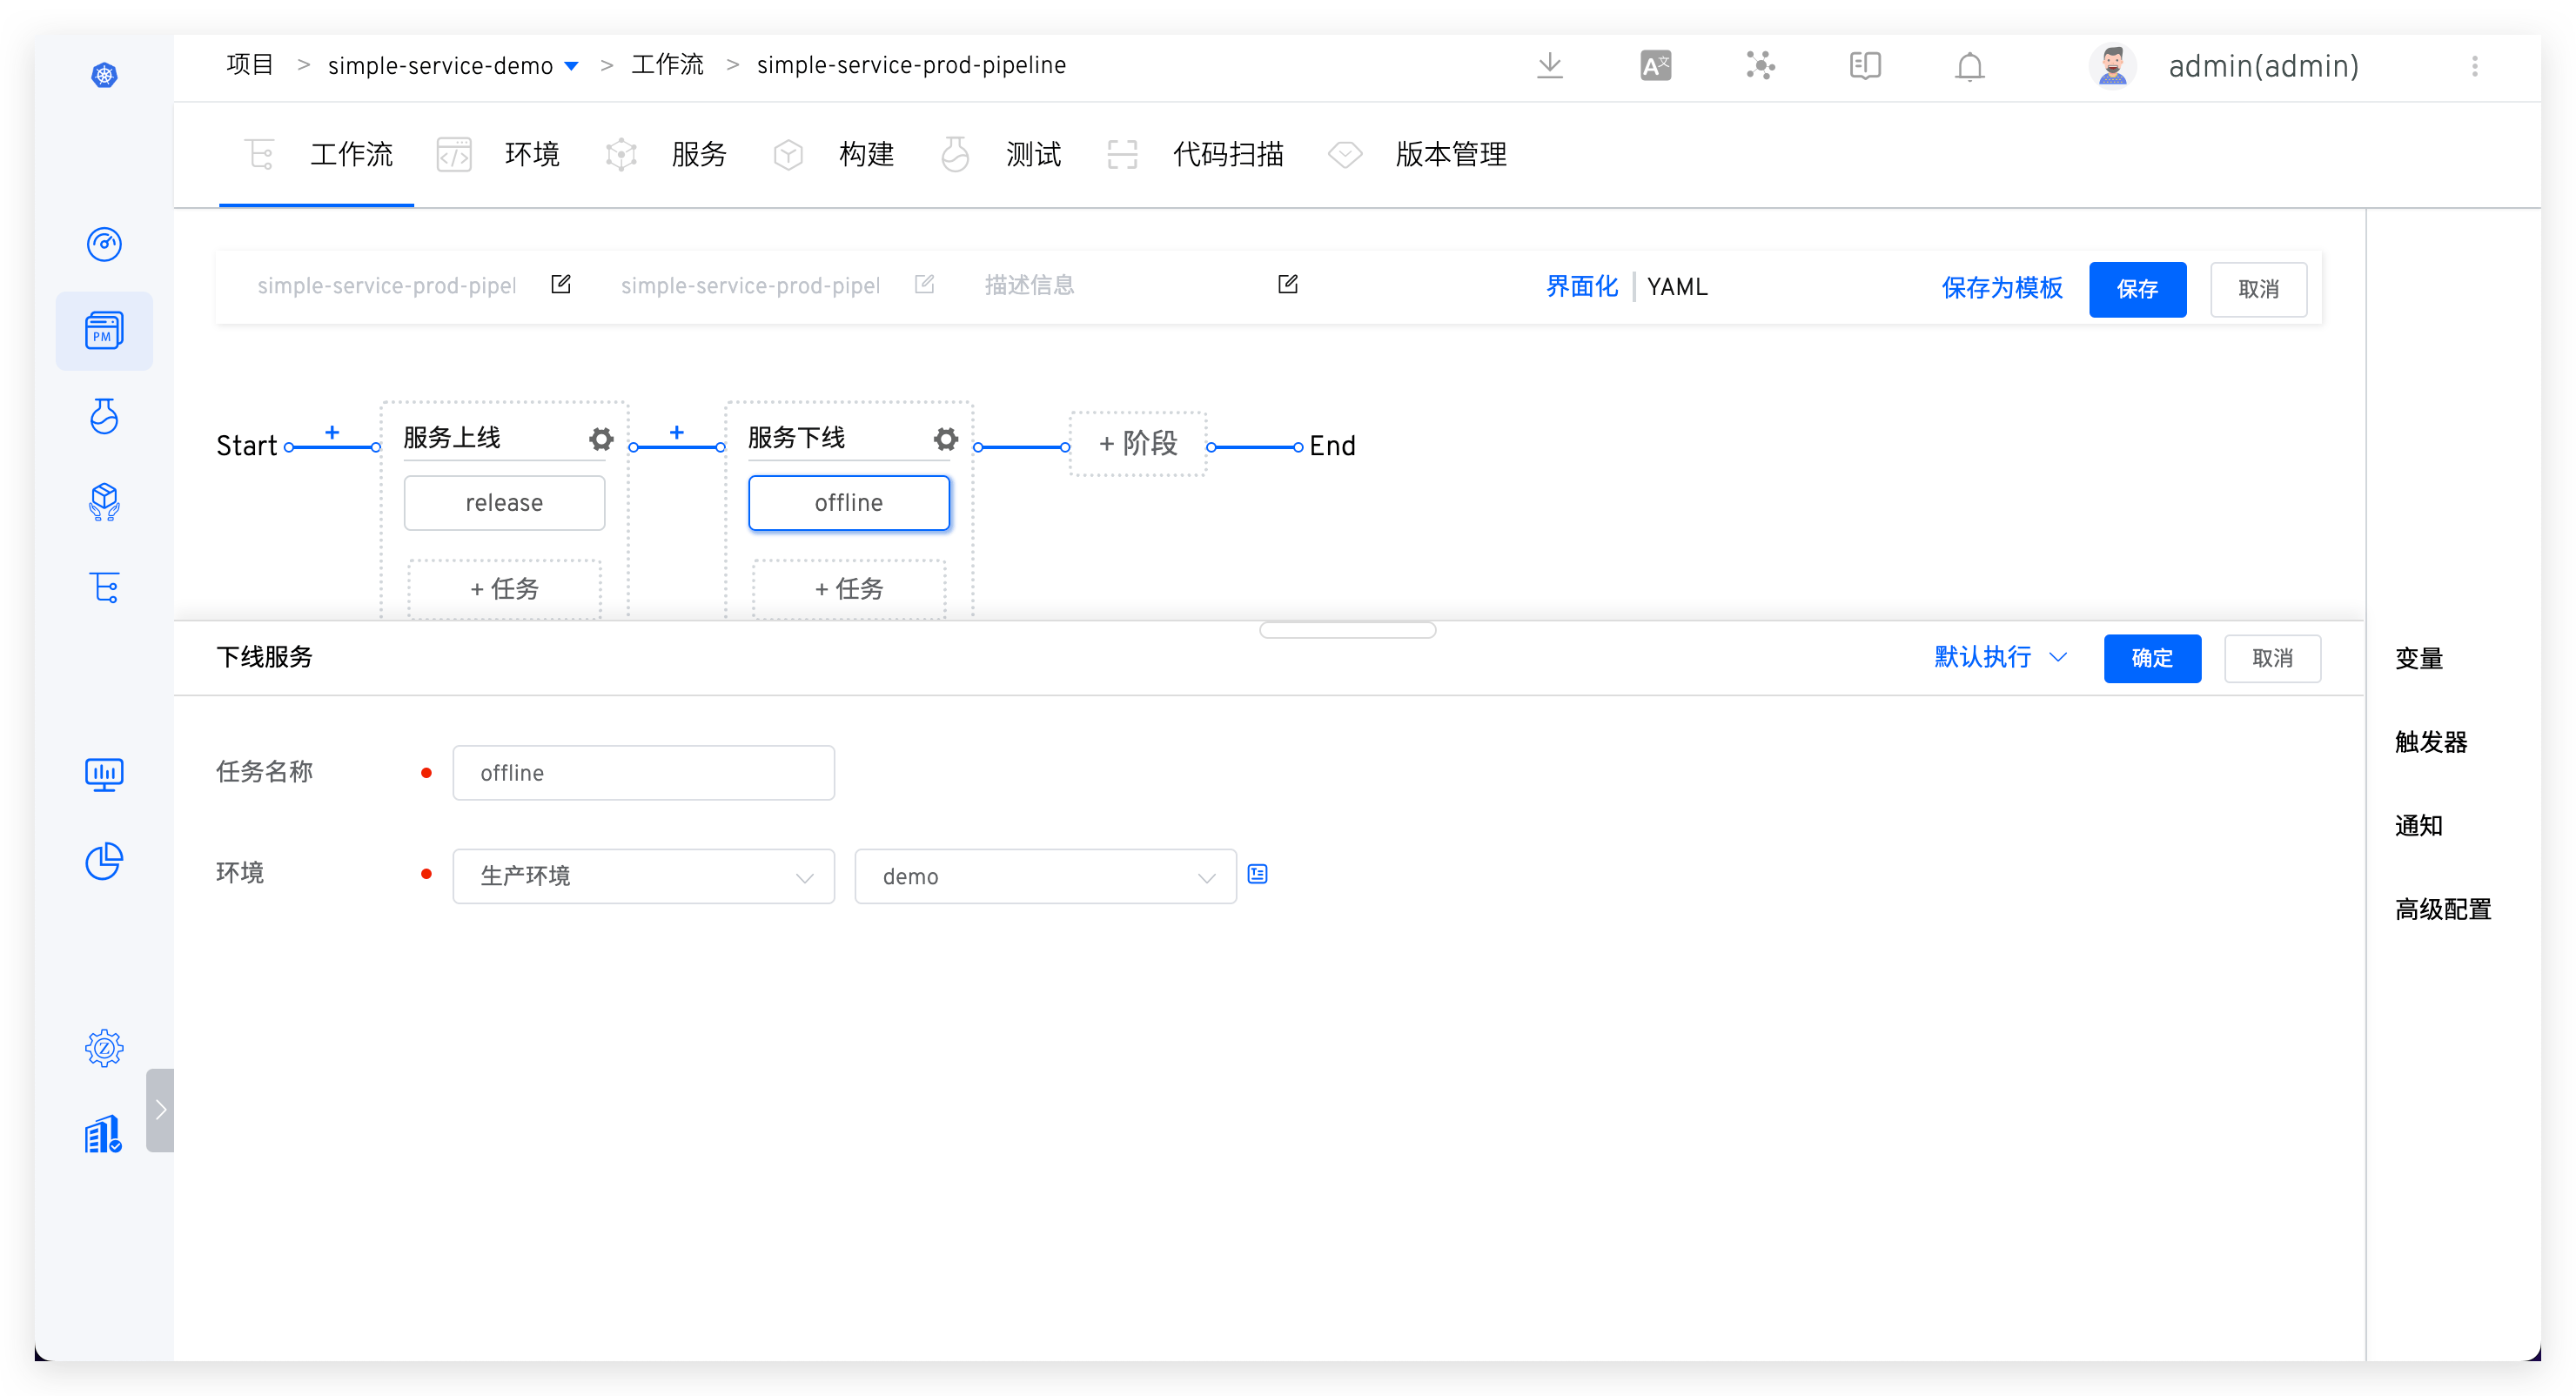 项目 > simple-service-demo > 工作流 > simple-service-prod-pipeline
admin(admin)
工作流 环境 服务 构建 测试 代码扫描 版本管理
PM
simple-service-prod-pipel simple-service-prod-pipel 描述信息 界面化 | YAML 保存为模板 保存 取消
Start + 服务上线 + 服务下线 + 阶段 End
release offline
+ 任务 + 任务
下线服务 默认执行 确定 取消
任务名称 offline
环境 生产环境 demo
变量
触发器
通知
高级配置